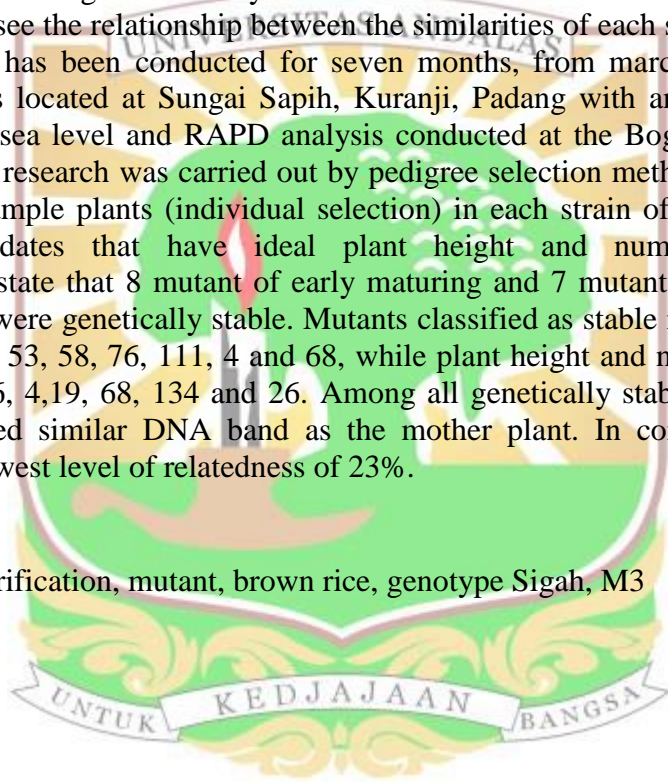 see the relationship between the similarities of each s
UNIVERSITAS ANDALAS
has been conducted for seven months, from marc
s located at Sungai Sapih, Kuranji, Padang with ar
sea level and RAPD analysis conducted at the Bog
research was carried out by pedigree selection meth
ample plants (individual selection) in each strain of
dates that have ideal plant height and num
state that 8 mutant of early maturing and 7 mutant
were genetically stable. Mutants classified as stable
53, 58, 76, 111, 4 and 68, while plant height and n
6, 4,19, 68, 134 and 26. Among all genetically stab
ed similar DNA band as the mother plant. In co
west level of relatedness of 23%.
rification, mutant, brown rice, genotype Sigah, M3
UNTUK KEDJAJAAN BANGSA